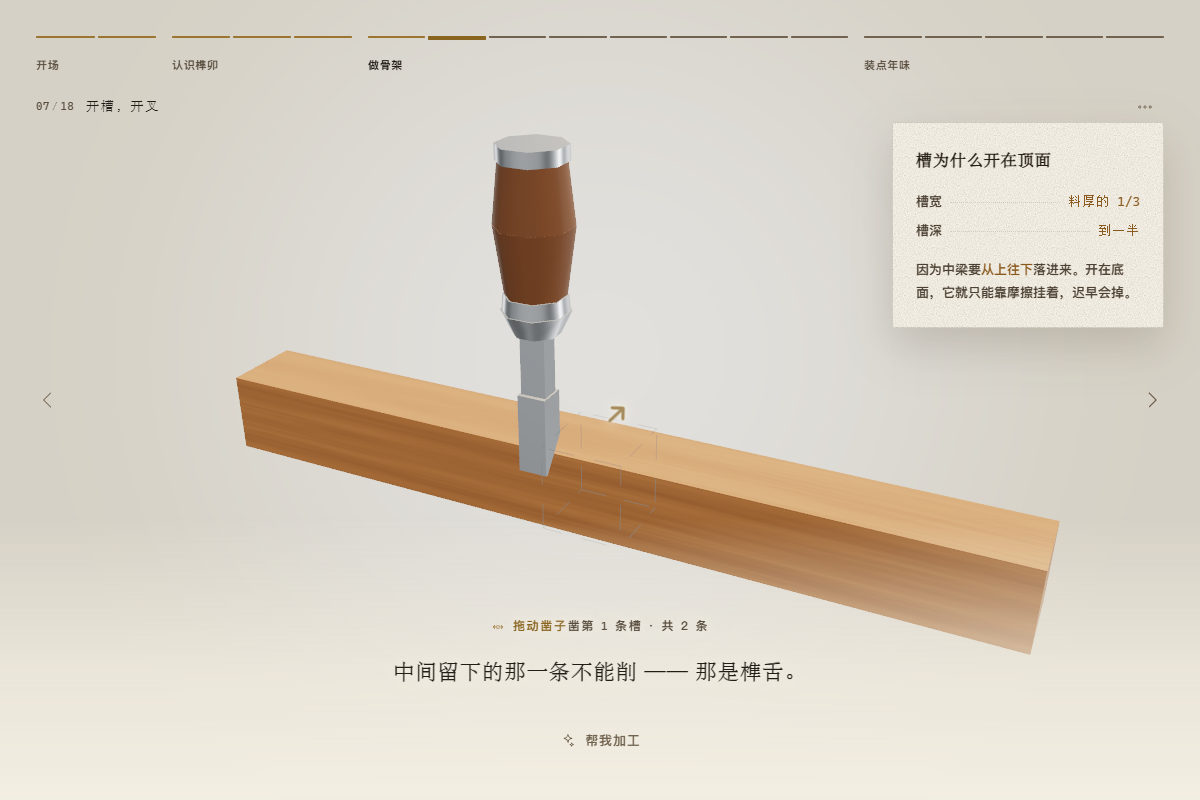 开场
认识榫卯
做骨架
装点年味
07/18 开槽，开叉
槽为什么开在顶面
槽宽 料厚的 1/3
槽深 到一半
因为中梁要从上往下落进来。开在底
面，它就只能靠摩擦挂着，迟早会掉。
拖动凿子凿第 1 条槽 · 共 2 条
中间留下的那一条不能削 —— 那是榫舌。
帮我加工